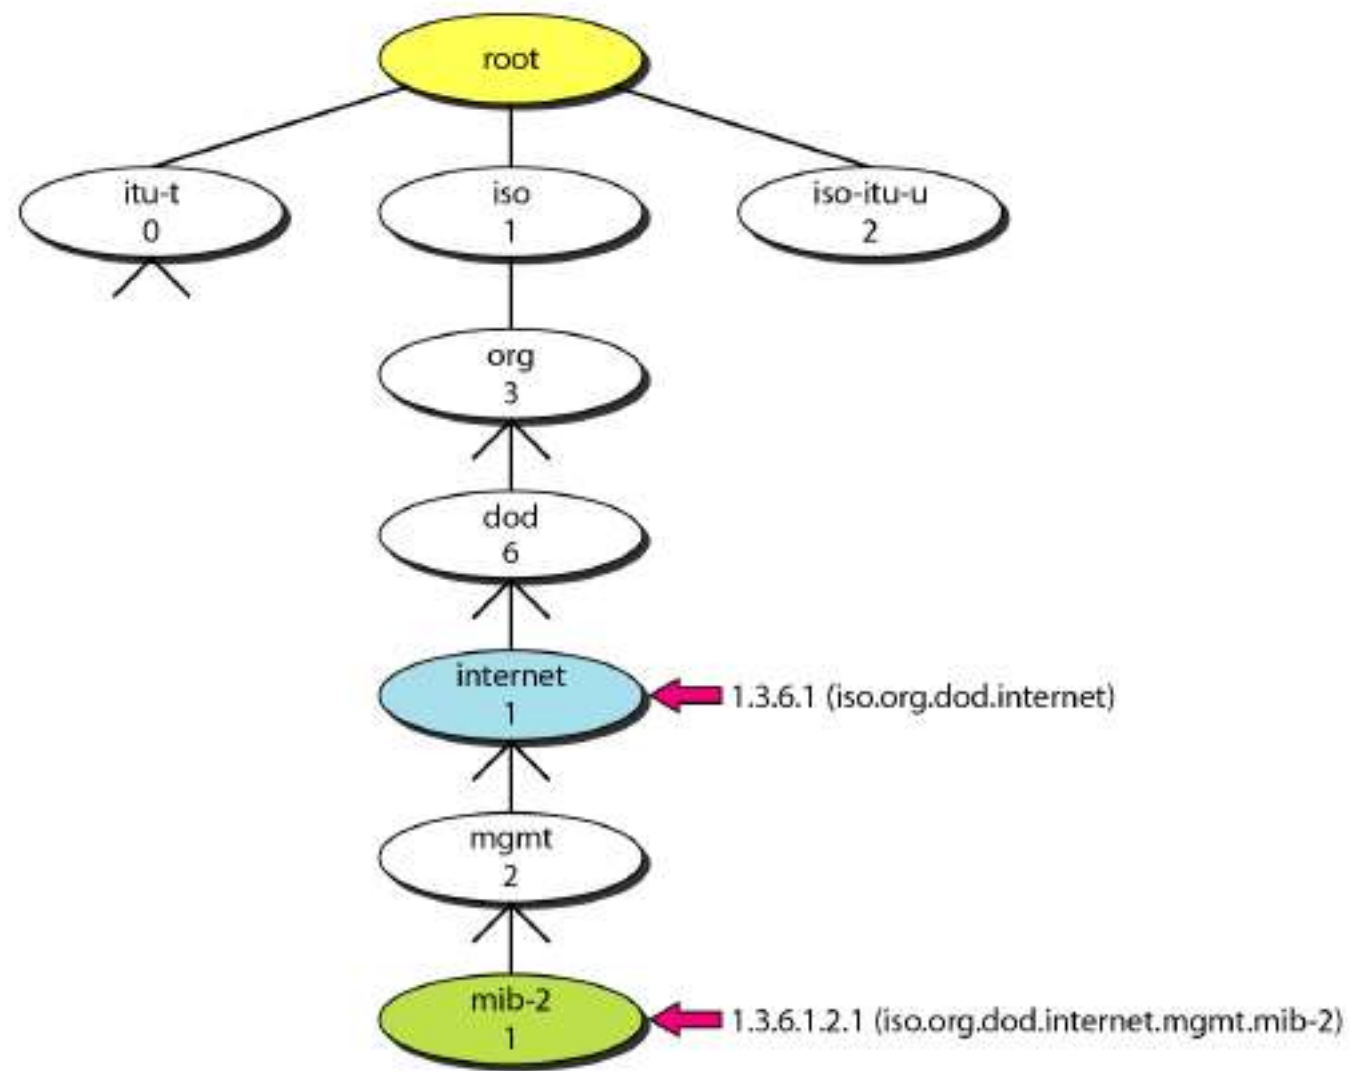 root
itu-t
0
iso
1
iso-itu-u
2
org
3
dod
6
internet
1
1.3.6.1 (iso.org.dod.internet)
mgmt
2
mib-2
1
1.3.6.1.2.1 (iso.org.dod.internet.mgmt.mib-2)